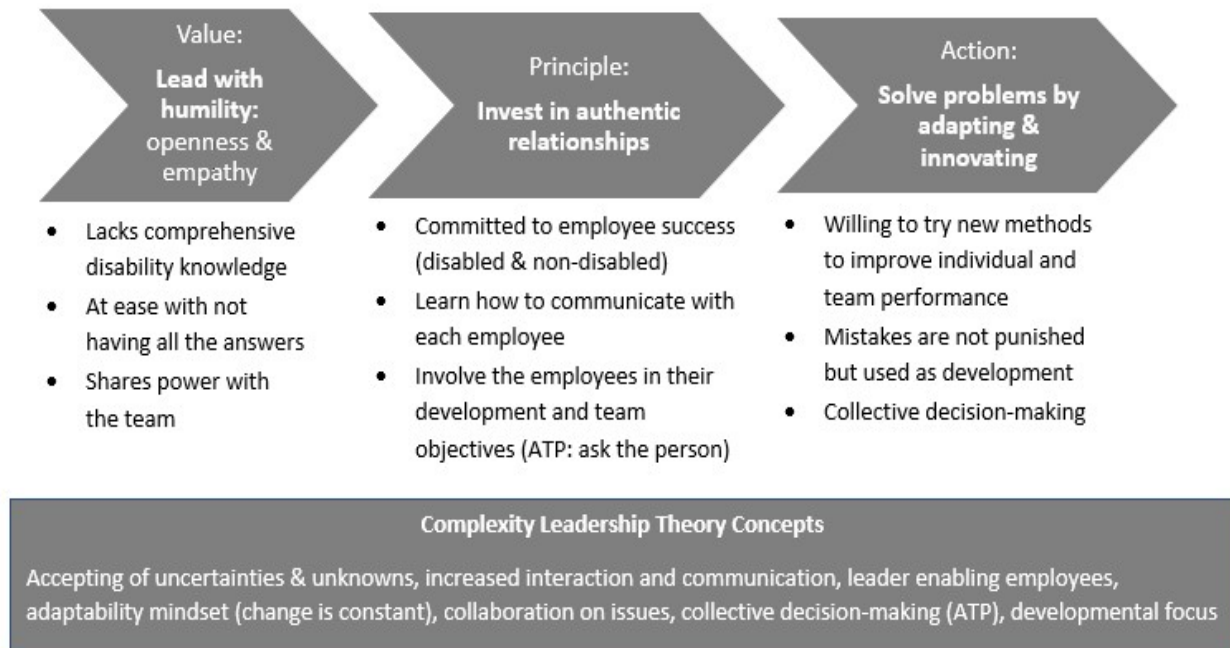 Value:
Lead with
humility:
openness &
empathy
• Lacks comprehensive
disability knowledge
• At ease with not
having all the answers
• Shares power with
the team
Principle:
Invest in authentic
relationships
• Committed to employee success
(disabled & non-disabled)
• Learn how to communicate with
each employee
• Involve the employees in their
development and team
objectives (ATP: ask the person)
Action:
Solve problems by
adapting &
innovating
• Willing to try new methods
to improve individual and
team performance
• Mistakes are not punished
but used as development
• Collective decision-making
Complexity Leadership Theory Concepts
Accepting of uncertainties & unknowns, increased interaction and communication, leader enabling employees,
adaptability mindset (change is constant), collaboration on issues, collective decision-making (ATP), developmental focus